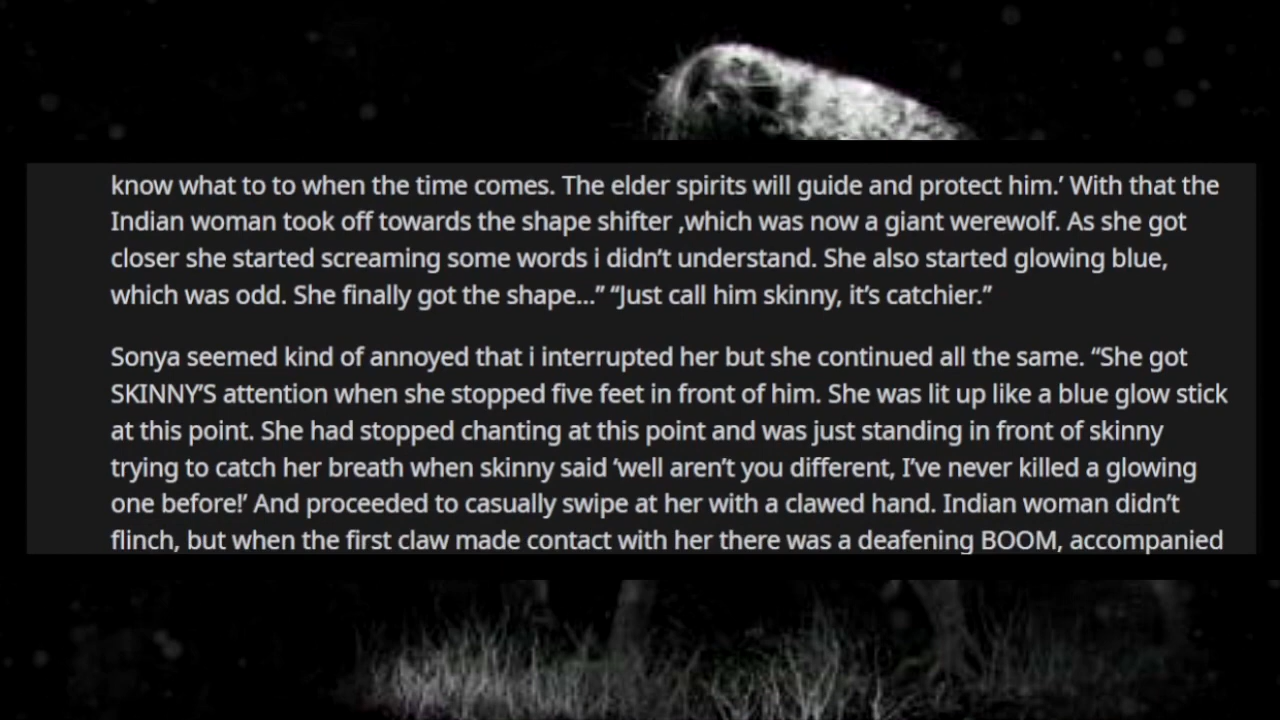 know what to to when the time comes. The elder spirits will guide and protect him.’ With that the
Indian woman took off towards the shape shifter ,which was now a giant werewolf. As she got
closer she started screaming some words i didn’t understand. She also started glowing blue,
which was odd. She finally got the shape...” “Just call him skinny, it’s catchier.”
Sonya seemed kind of annoyed that i interrupted her but she continued all the same. “She got
SKINNY’S attention when she stopped five feet in front of him. She was lit up like a blue glow stick
at this point. She had stopped chanting at this point and was just standing in front of skinny
trying to catch her breath when skinny said ‘well aren’t you different, I’ve never killed a glowing
one before!’ And proceeded to casually swipe at her with a clawed hand. Indian woman didn’t
flinch, but when the first claw made contact with her there was a deafening BOOM, accompanied